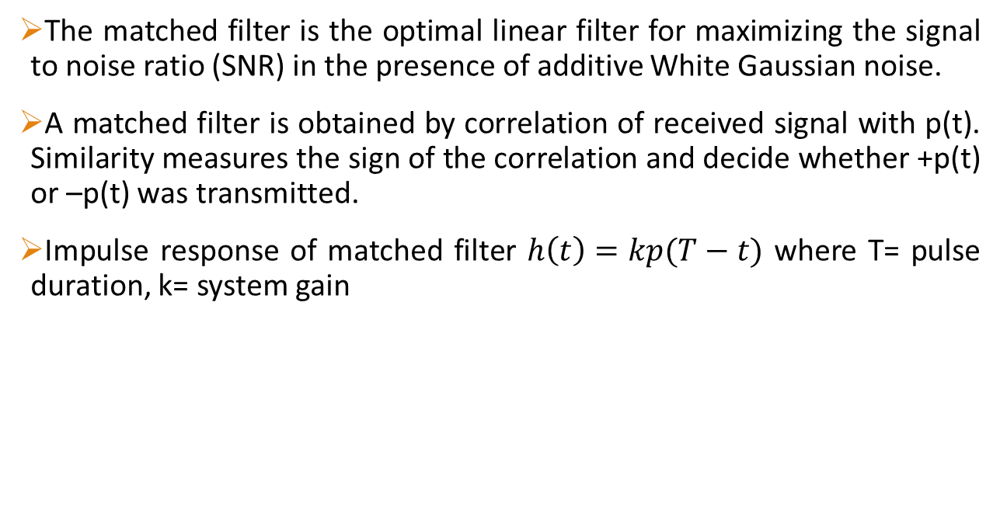 ➢The matched filter is the optimal linear filter for maximizing the signal
to noise ratio (SNR) in the presence of additive White Gaussian noise.
➢A matched filter is obtained by correlation of received signal with p(t).
Similarity measures the sign of the correlation and decide whether +p(t)
or –p(t) was transmitted.
➢Impulse response of matched filter ℎ(𝑡) = 𝑘𝑝(𝑇 − 𝑡) where T= pulse
duration, k= system gain